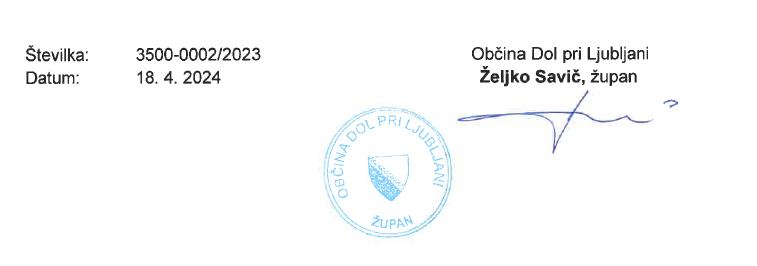 Številka: 3500-0002/2023
Datum: 18. 4. 2024
Občina Dol pri Ljubljani
Željko Savič, župan
OBČINA DOL PRI LJUBLJANI
ŽUPAN